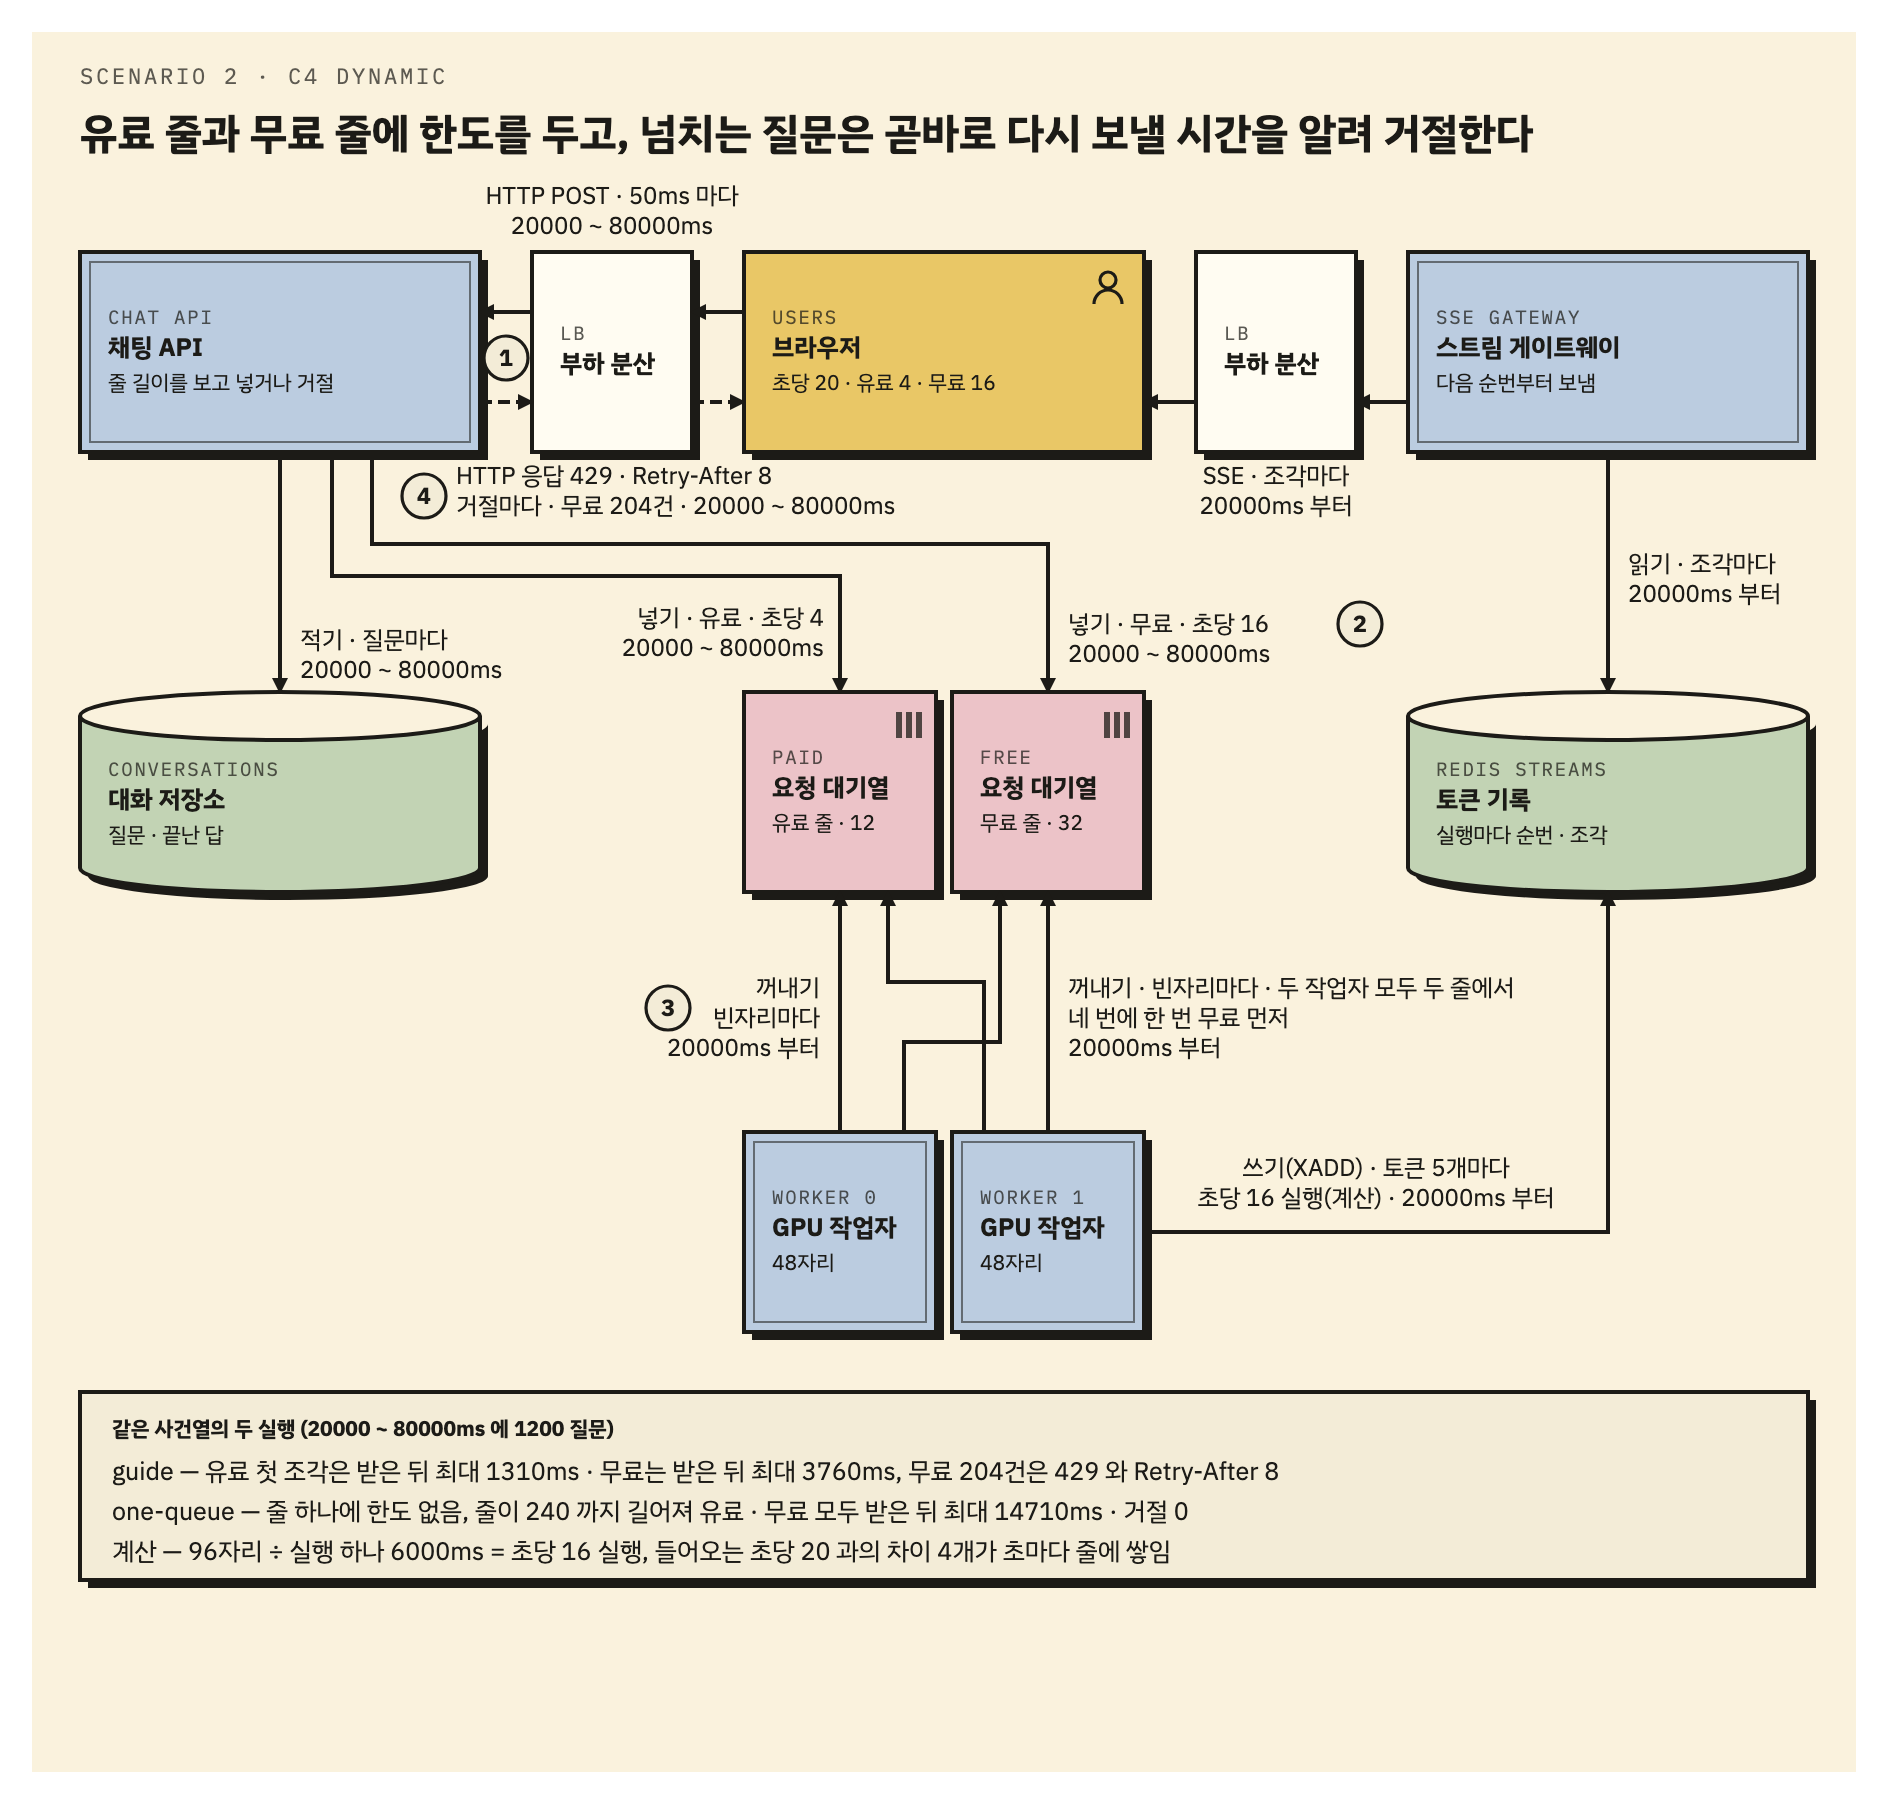 SCENARIO 2 · C4 DYNAMIC
유료 줄과 무료 줄에 한도를 두고, 넘치는 질문은 곧바로 다시 보낼 시간을 알려 거절한다
HTTP POST · 50ms 마다
20000 ~ 80000ms
CHAT API
채팅 API
줄 길이를 보고 넣거나 거절
1
LB
부하 분산
USERS
브라우저
초당 20 · 유료 4 · 무료 16
LB
부하 분산
SSE GATEWAY
스트림 게이트웨이
다음 순번부터 보냄
4
HTTP 응답 429 · Retry-After 8
거절마다 · 무료 204건 · 20000 ~ 80000ms
SSE · 조각마다
20000ms 부터
읽기 · 조각마다
20000ms 부터
적기 · 질문마다
20000 ~ 80000ms
넣기 · 유료 · 초당 4
20000 ~ 80000ms
넣기 · 무료 · 초당 16
20000 ~ 80000ms
2
CONVERSATIONS
대화 저장소
질문 · 끝난 답
PAID
요청 대기열
유료 줄 · 12
FREE
요청 대기열
무료 줄 · 32
REDIS STREAMS
토큰 기록
실행마다 순번 · 조각
3
꺼내기
빈자리마다
20000ms 부터
꺼내기 · 빈자리마다 · 두 작업자 모두 두 줄에서
네 번에 한 번 무료 먼저
20000ms 부터
WORKER 0
GPU 작업자
48자리
WORKER 1
GPU 작업자
48자리
쓰기(XADD) · 토큰 5개마다
초당 16 실행(계산) · 20000ms 부터
같은 사건열의 두 실행 (20000 ~ 80000ms 에 1200 질문)
guide — 유료 첫 조각은 받은 뒤 최대 1310ms · 무료는 받은 뒤 최대 3760ms, 무료 204건은 429 와 Retry-After 8
one-queue — 줄 하나에 한도 없음, 줄이 240 까지 길어져 유료 · 무료 모두 받은 뒤 최대 14710ms · 거절 0
계산 — 96자리 ÷ 실행 하나 6000ms = 초당 16 실행, 들어오는 초당 20 과의 차이 4개가 초마다 줄에 쌓임